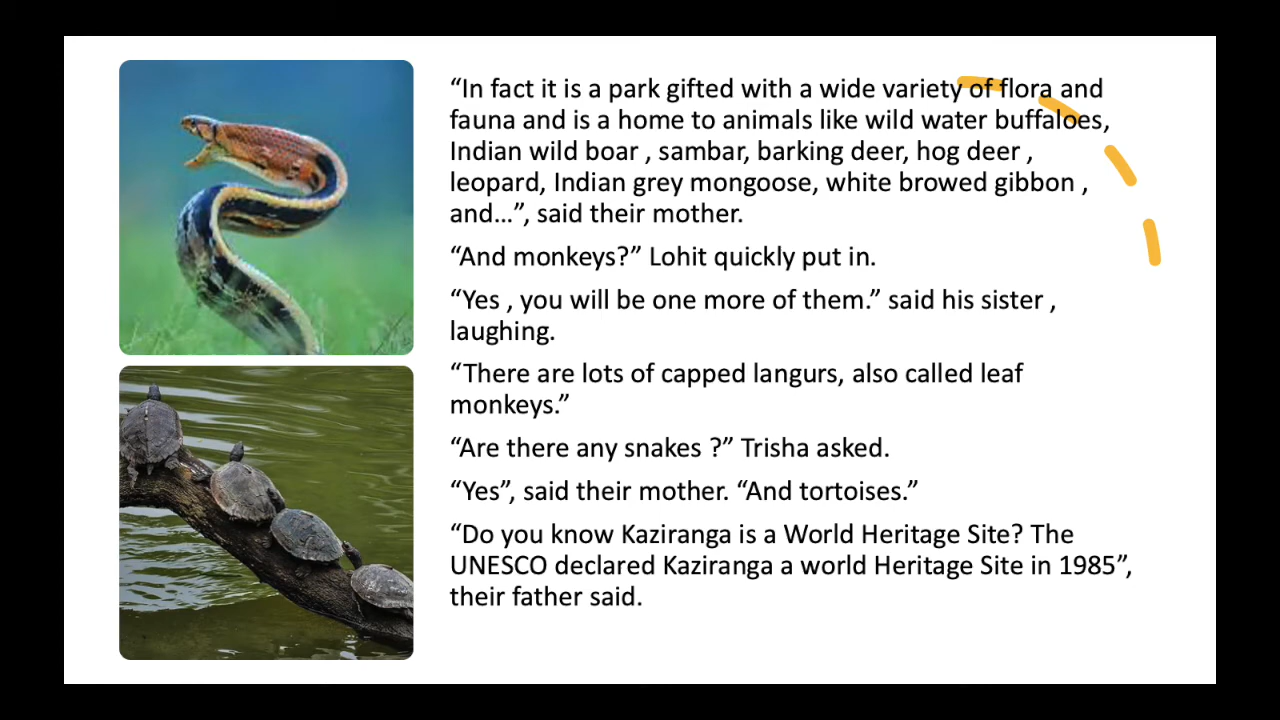 “In fact it is a park gifted with a wide variety of flora and
fauna and is a home to animals like wild water buffaloes,
Indian wild boar , sambar, barking deer, hog deer ,
leopard, Indian grey mongoose, white browed gibbon ,
and...”, said their mother.
“And monkeys?” Lohit quickly put in.
“Yes , you will be one more of them.” said his sister ,
laughing.
“There are lots of capped langurs, also called leaf
monkeys.”
“Are there any snakes ?” Trisha asked.
“Yes”, said their mother. “And tortoises.”
“Do you know Kaziranga is a World Heritage Site? The
UNESCO declared Kaziranga a world Heritage Site in 1985”,
their father said.